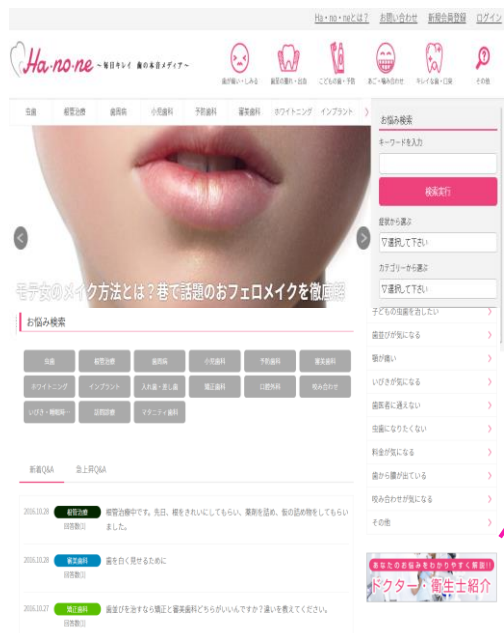 Ha・no・neとは？ お問い合わせ 新規会員登録 ログイン
Ha・no・ne ～毎日キレイ 歯の本音メディア～
歯が痛い・しみる 歯茎の腫れ・出血 こどもの歯・予防 あご・噛み合わせ キレイな歯・口臭 その他
虫歯 根管治療 歯周病 小児歯科 予防歯科 審美歯科 ホワイトニング インプラント
お悩み検索
キーワードを入力
検索実行
症状から選ぶ
▽選択して下さい
カテゴリーから選ぶ
▽選択して下さい
モテ女のメイク方法とは？巷で話題のおフェロメイクを徹底解
お悩み検索
虫歯 根管治療 歯周病 小児歯科 予防歯科 審美歯科
ホワイトニング インプラント 入れ歯・差し歯 矯正歯科 口腔外科 咬み合わせ
いびき・睡眠時… 訪問診療 マタニティ歯科
子どもの虫歯を治したい
歯並びが気になる
顎が痛い
いびきが気になる
歯医者に通えない
虫歯になりたくない
料金が気になる
歯から膿が出ている
咬み合わせが気になる
その他
新着Q&A 急上昇Q&A
2016.10.28 根管治療 根管治療中です。先日、根をきれいにしてもらい、薬剤を詰め、仮の詰め物をしてもらい
回答数(1) ました。
2016.10.28 審美歯科 歯を白く見せるために
回答数(1)
2016.10.27 矯正歯科 歯並びを治すなら矯正と審美歯科どちらがいいんですか？違いを教えてください。
回答数(1)
あなたのお悩みをわかりやすく解説!!
ドクター・衛生士紹介